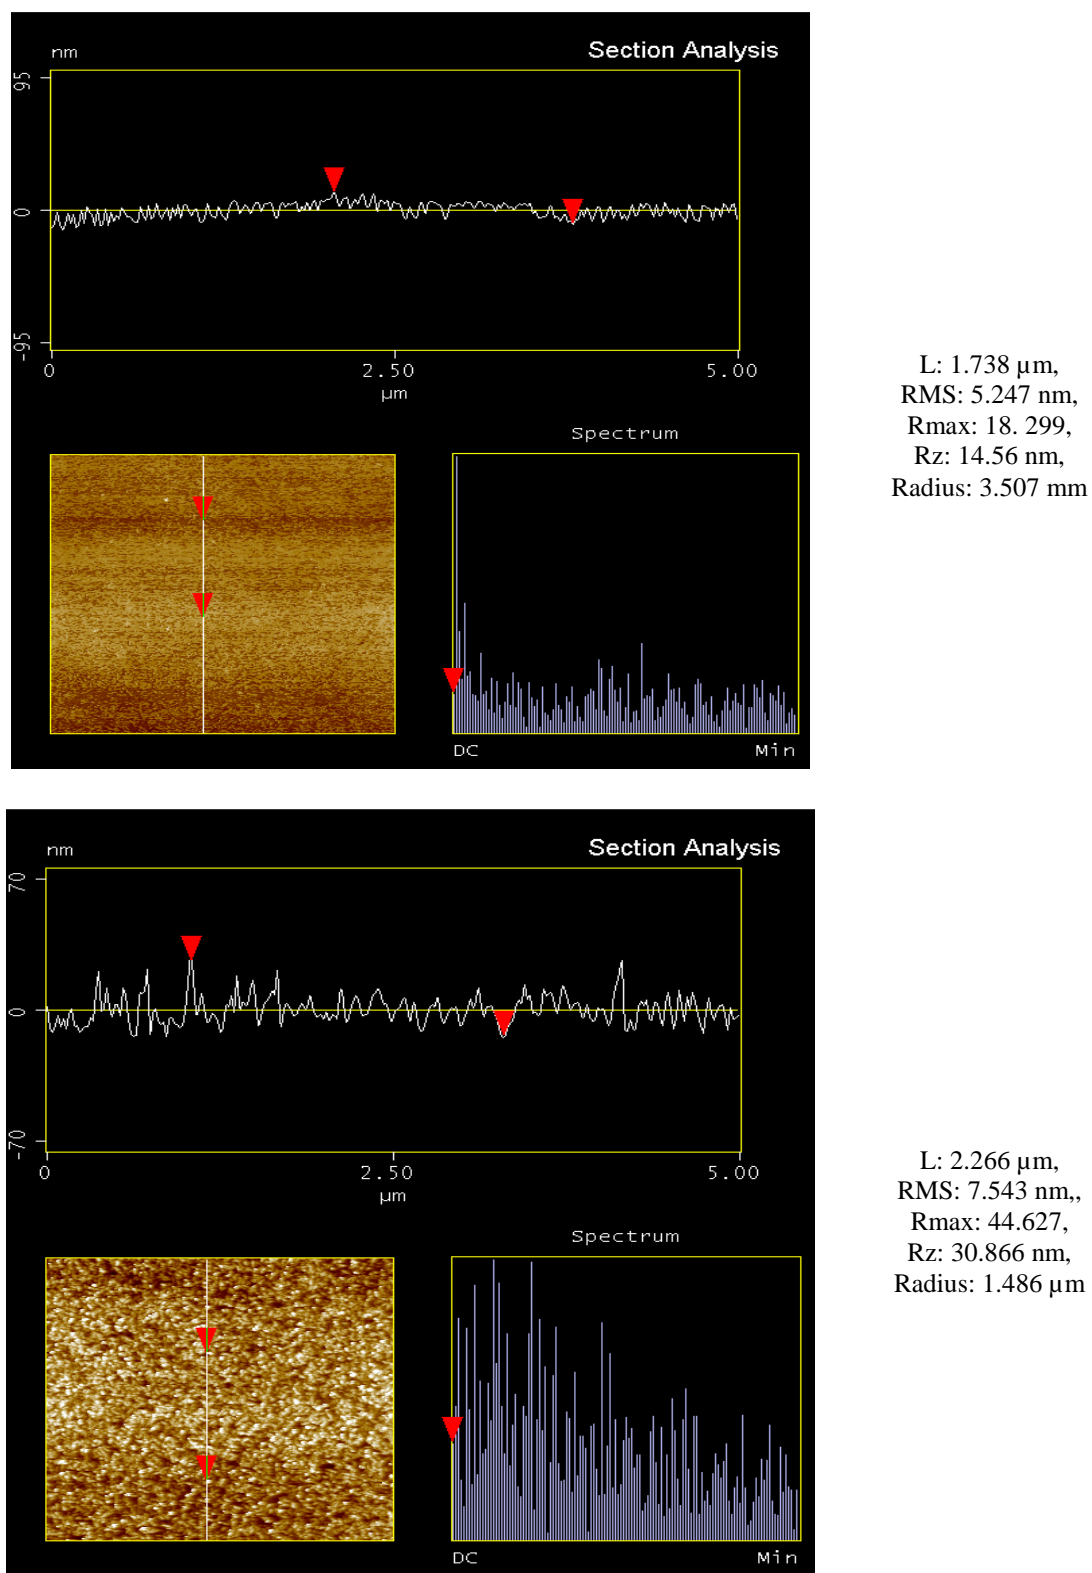 nm
Section Analysis
95
0
-95
0
2.50
5.00
µm
L: 1.738 µm,
RMS: 5.247 nm,
Rmax: 18. 299,
Rz: 14.56 nm,
Radius: 3.507 mm
Spectrum
DC
Min
nm
Section Analysis
70
0
-70
0
2.50
5.00
µm
L: 2.266 µm,
RMS: 7.543 nm,,
Rmax: 44.627,
Rz: 30.866 nm,
Radius: 1.486 µm
Spectrum
DC
Min